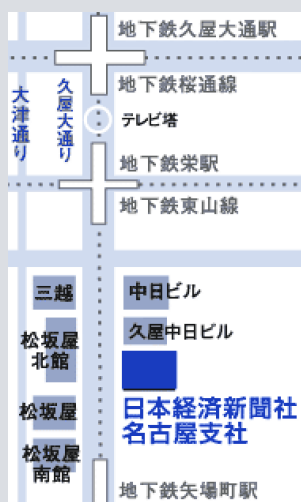 地下鉄久屋大通駅
地下鉄桜通線
大津通り
久屋大通り
テレビ塔
地下鉄栄駅
地下鉄東山線
三越
中日ビル
久屋中日ビル
松坂屋
北館
松坂屋
日本経済新聞社
名古屋支社
松坂屋
南館
地下鉄矢場町駅